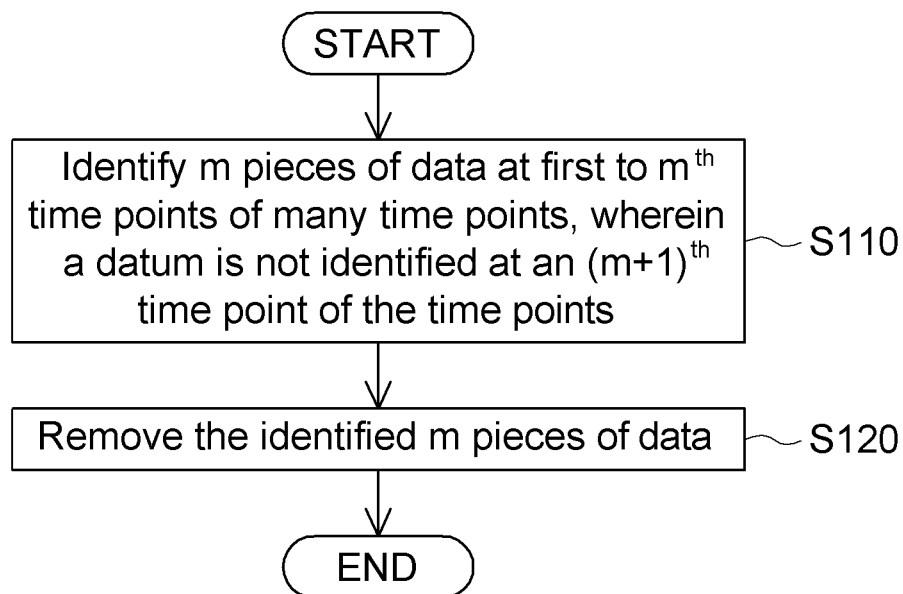 START
Identify m pieces of data at first to mᵗʰ
time points of many time points, wherein
a datum is not identified at an (m+1)ᵗʰ
time point of the time points
S110
Remove the identified m pieces of data
S120
END